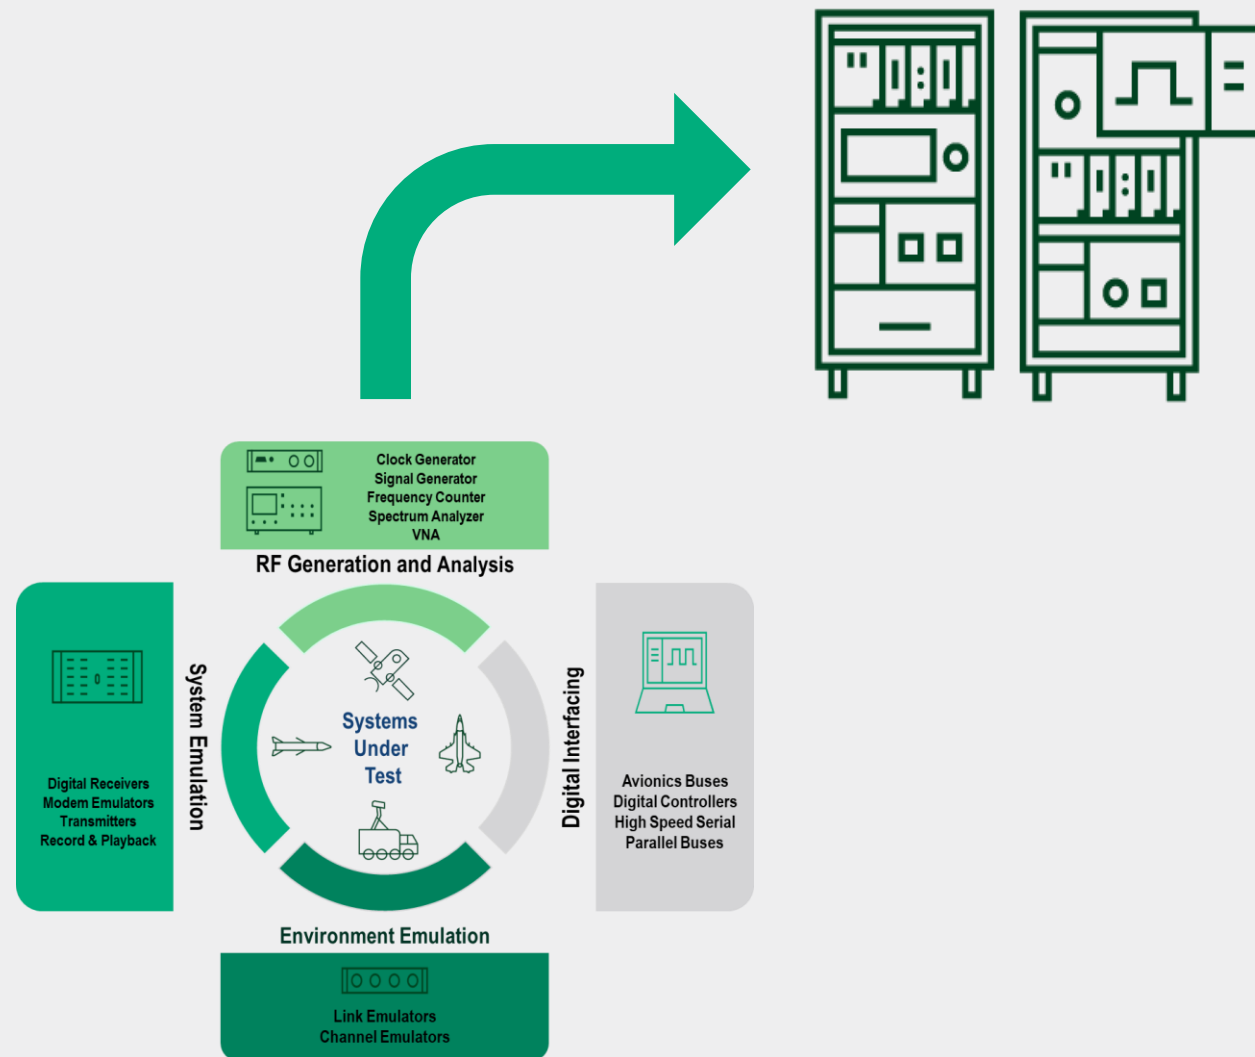 Clock Generator
Signal Generator
Frequency Counter
Spectrum Analyzer
VNA
RF Generation and Analysis
System Emulation
Digital Receivers
Modem Emulators
Transmitters
Record & Playback
Systems
Under
Test
Digital Interfacing
Avionics Buses
Digital Controllers
High Speed Serial
Parallel Buses
Environment Emulation
Link Emulators
Channel Emulators